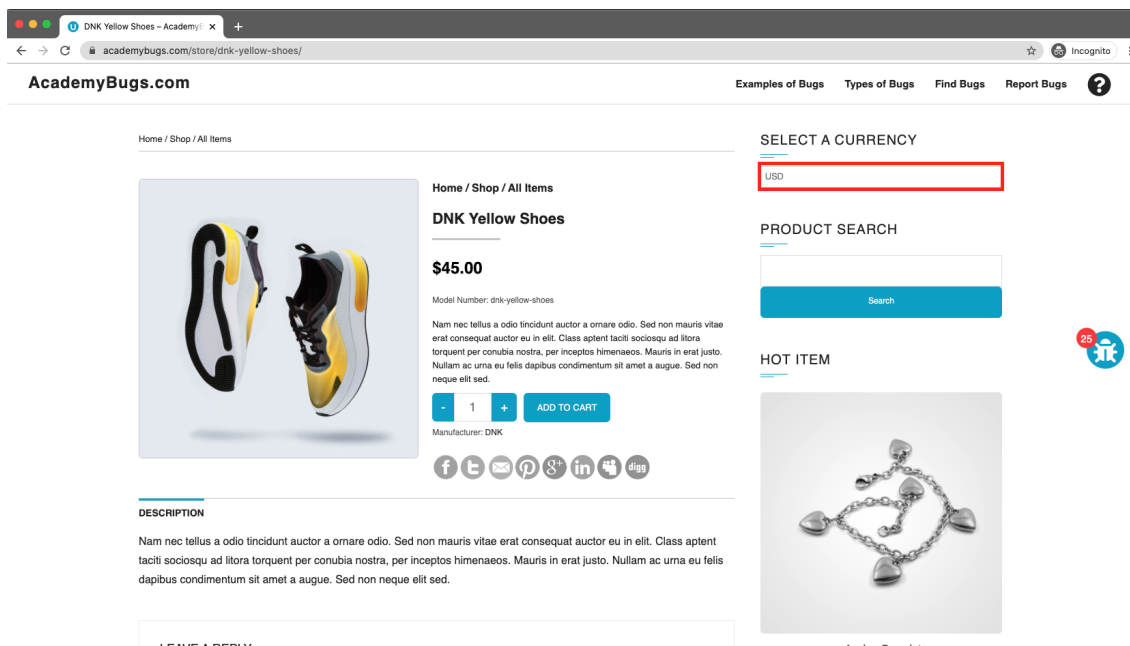 DNK Yellow Shoes – AcademyB
academybugs.com/store/dnk-yellow-shoes/
Incognito
AcademyBugs.com
Examples of Bugs
Types of Bugs
Find Bugs
Report Bugs
?
Home / Shop / All Items
Home / Shop / All Items
DNK Yellow Shoes
$45.00
Model Number: dnk-yellow-shoes
Nam nec tellus a odio tincidunt auctor a ornare odio. Sed non mauris vitae
erat consequat auctor eu in elit. Class aptent taciti sociosqu ad litora
torquent per conubia nostra, per inceptos himenaeos. Mauris in erat justo.
Nullam ac urna eu felis dapibus condimentum sit amet a augue. Sed non
neque elit sed.
- 1 + ADD TO CART
Manufacturer: DNK
digg
DESCRIPTION
Nam nec tellus a odio tincidunt auctor a ornare odio. Sed non mauris vitae erat consequat auctor eu in elit. Class aptent
taciti sociosqu ad litora torquent per conubia nostra, per inceptos himenaeos. Mauris in erat justo. Nullam ac urna eu felis
dapibus condimentum sit amet a augue. Sed non neque elit sed.
LEAVE A REPLY
SELECT A CURRENCY
USD
PRODUCT SEARCH
Search
25
HOT ITEM